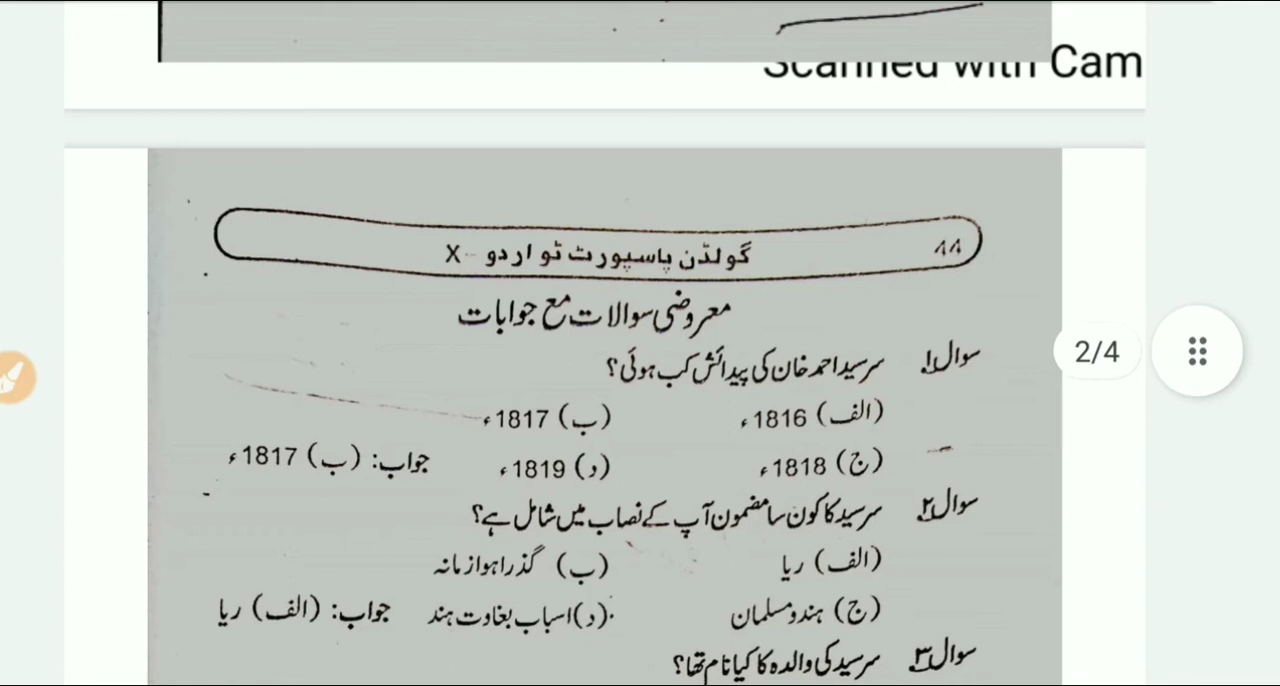 Scanned with Cam
۴۴ گولڈن پاسپورٹ ٹو اردو - X
معروضی سوالات مع جوابات
سوال۱ سرسید احمد خان کی پیدائش کب ہوئی؟
(الف) 1816ء (ب) 1817ء
(ج) 1818ء (د) 1819ء جواب: (ب) 1817ء
سوال۲ سرسید کا کون سا مضمون آپ کے نصاب میں شامل ہے؟
(الف) ریا (ب) گذرا ہوا زمانہ
(ج) ہندو مسلمان (د) اسباب بغاوت ہند جواب: (الف) ریا
سوال۳ سرسید کی والدہ کا کیا نام تھا؟
2/4